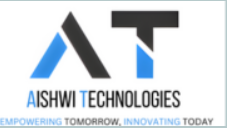 AT
AISHWI TECHNOLOGIES
EMPOWERING TOMORROW, INNOVATING TODAY